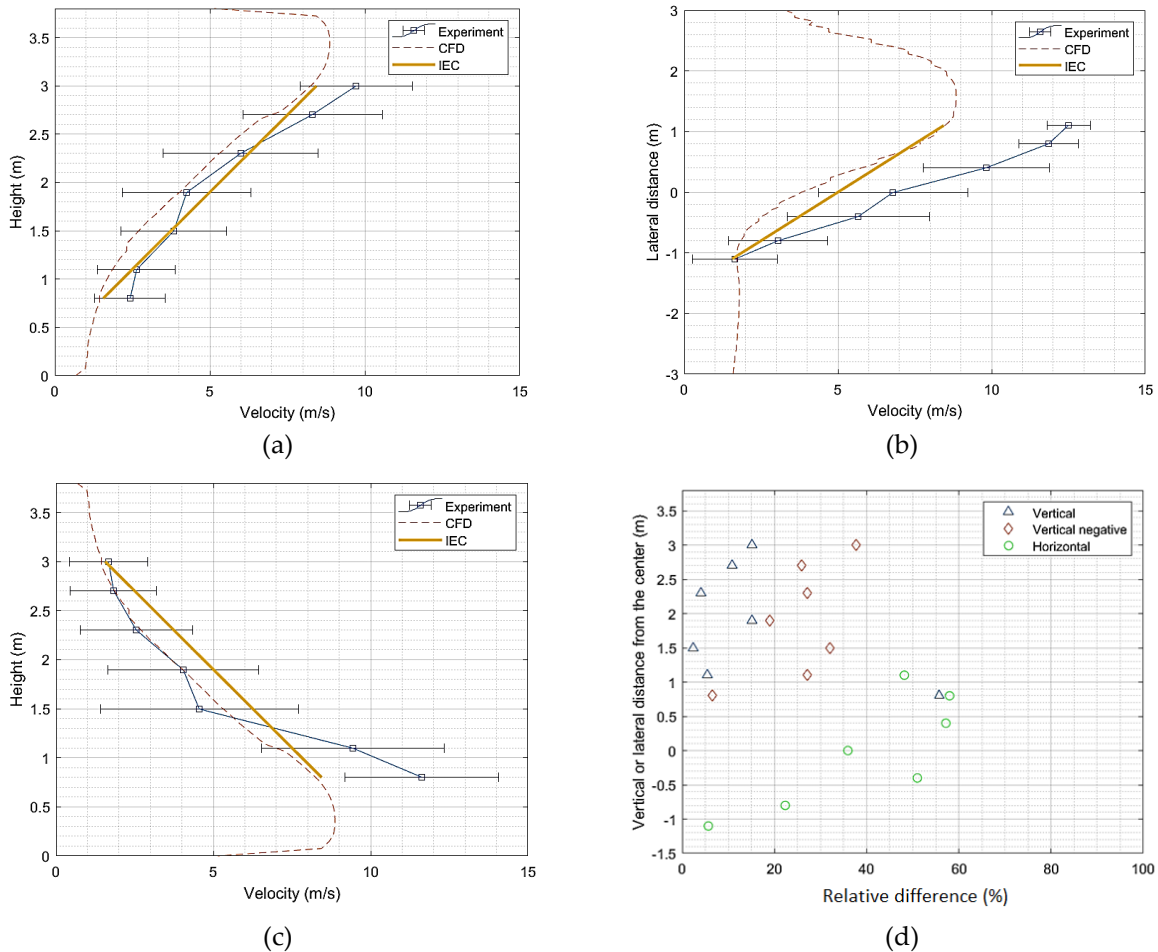 3.5
3
2.5
2
1.5
1
0.5
0
Height (m)
0
5
10
15
Velocity (m/s)
Experiment
CFD
IEC
(a)
3
2
1
0
-1
-2
-3
Lateral distance (m)
0
5
10
15
Velocity (m/s)
Experiment
CFD
IEC
(b)
3.5
3
2.5
2
1.5
1
0.5
0
Height (m)
0
5
10
15
Velocity (m/s)
Experiment
CFD
IEC
(c)
3.5
3
2.5
2
1.5
1
0.5
0
-0.5
-1
-1.5
Vertical or lateral distance from the center (m)
0
20
40
60
80
100
Relative difference (%)
Vertical
Vertical negative
Horizontal
(d)